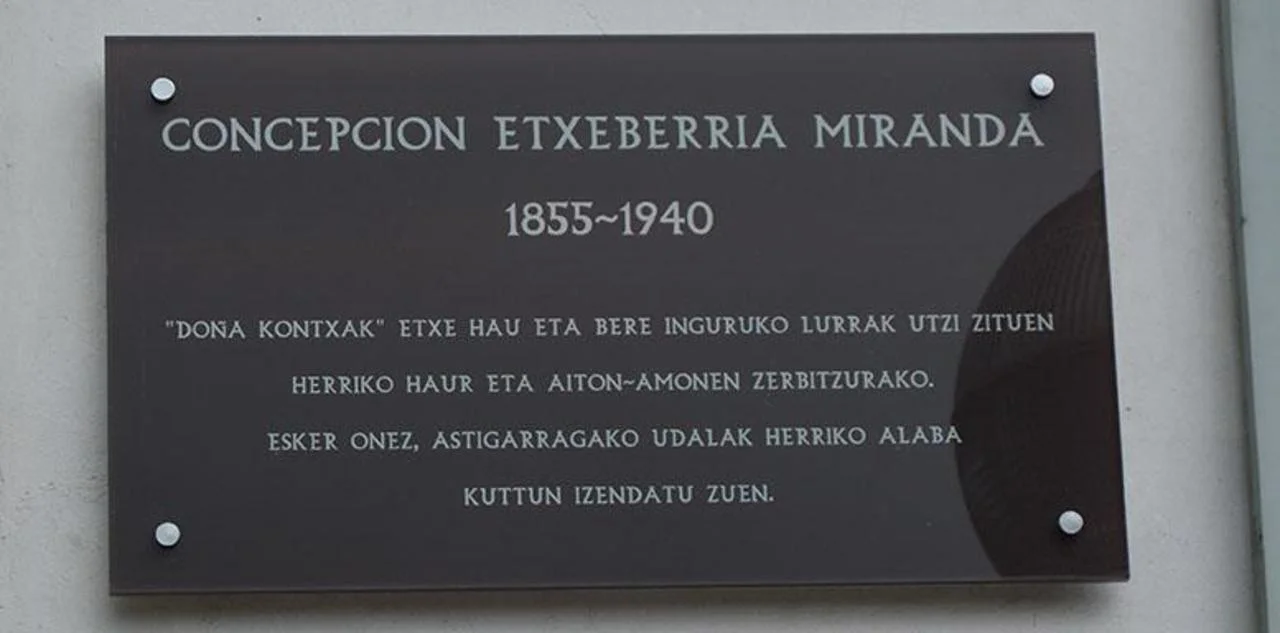 CONCEPCION ETXEBERRIA MIRANDA
1855~1940
"DOÑA KONTXAK" ETXE HAU ETA BERE INGURUKO LURRAK UTZI ZITUEN
HERRIKO HAUR ETA AITON~AMONEN ZERBITZURAKO.
ESKER ONEZ, ASTIGARRAGAKO UDALAK HERRIKO ALABA
KUTTUN IZENDATU ZUEN.